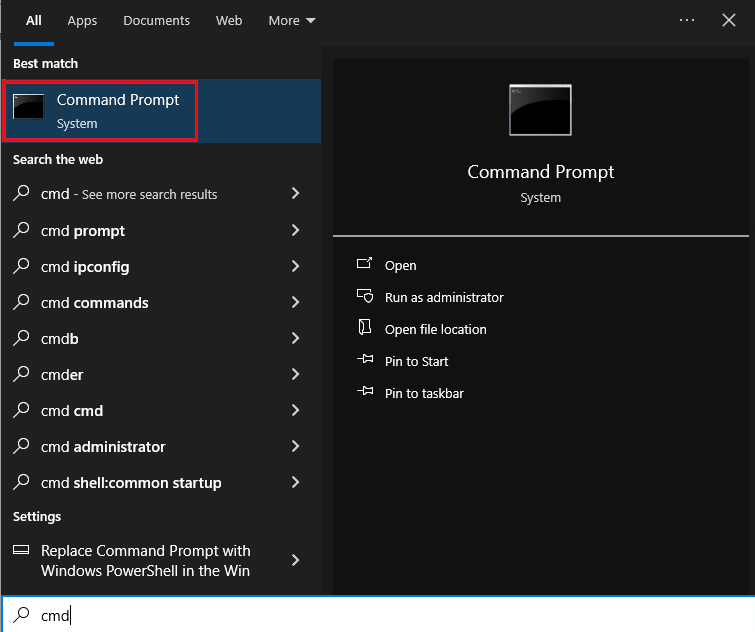 All Apps Documents Web More
Best match
Command Prompt
System
Search the web
cmd - See more search results
cmd prompt
cmd ipconfig
cmd commands
cmdb
cmder
cmd cmd
cmd administrator
cmd shell:common startup
Settings
Replace Command Prompt with
Windows PowerShell in the Win
Command Prompt
System
Open
Run as administrator
Open file location
Pin to Start
Pin to taskbar
cmd